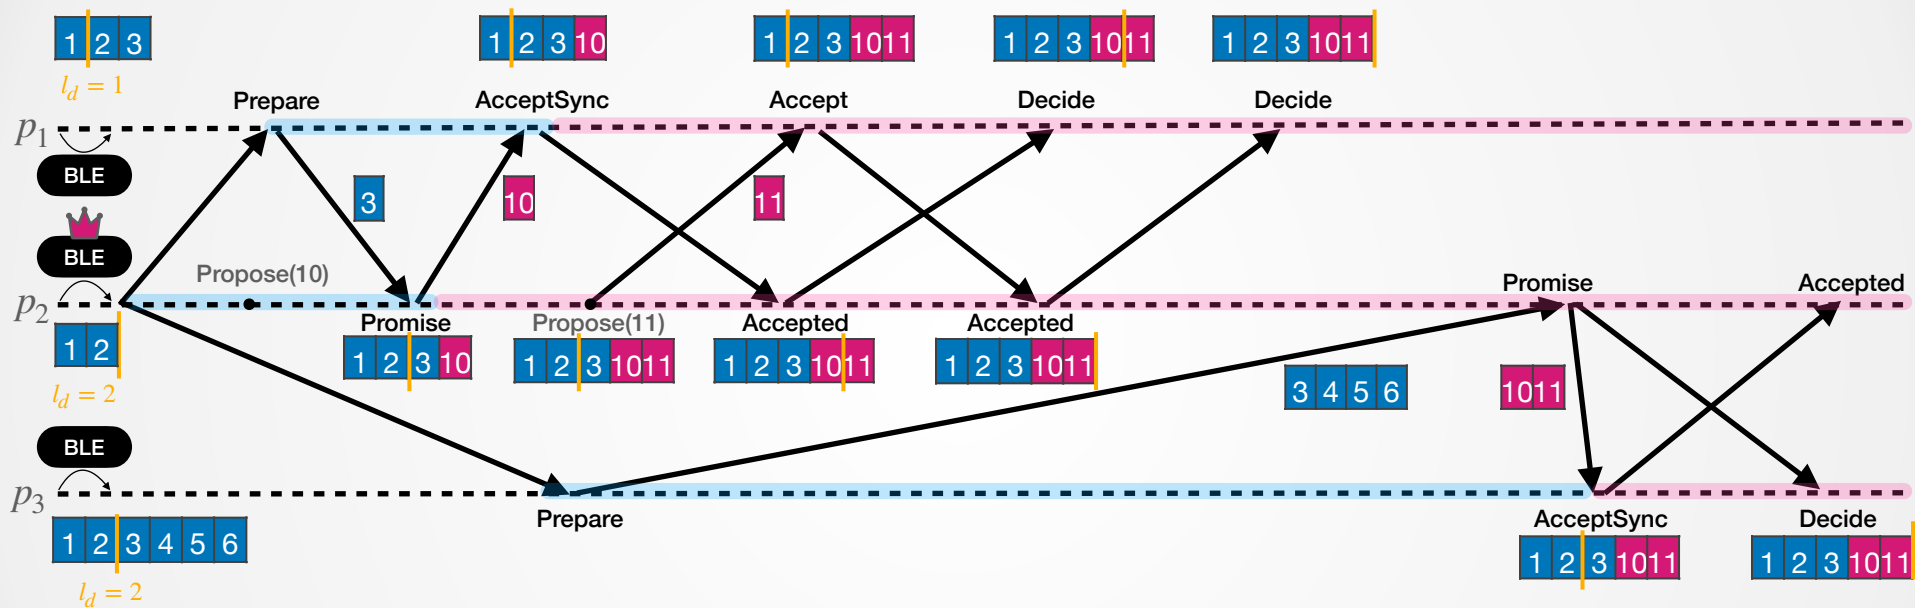 1 2 3
1 2 3 10
1 2 3 10 11
1 2 3 10 11
1 2 3 10 11
l_d = 1
Prepare
AcceptSync
Accept
Decide
Decide
p_1
BLE
3
10
11
BLE
Propose(10)
Promise
Accepted
p_2
Promise
Propose(11)
Accepted
Accepted
1 2
1 2 3 10
1 2 3 10 11
1 2 3 10 11
1 2 3 10 11
l_d = 2
3 4 5 6
10 11
BLE
p_3
Prepare
AcceptSync
Decide
1 2 3 4 5 6
1 2 3 10 11
1 2 3 10 11
l_d = 2